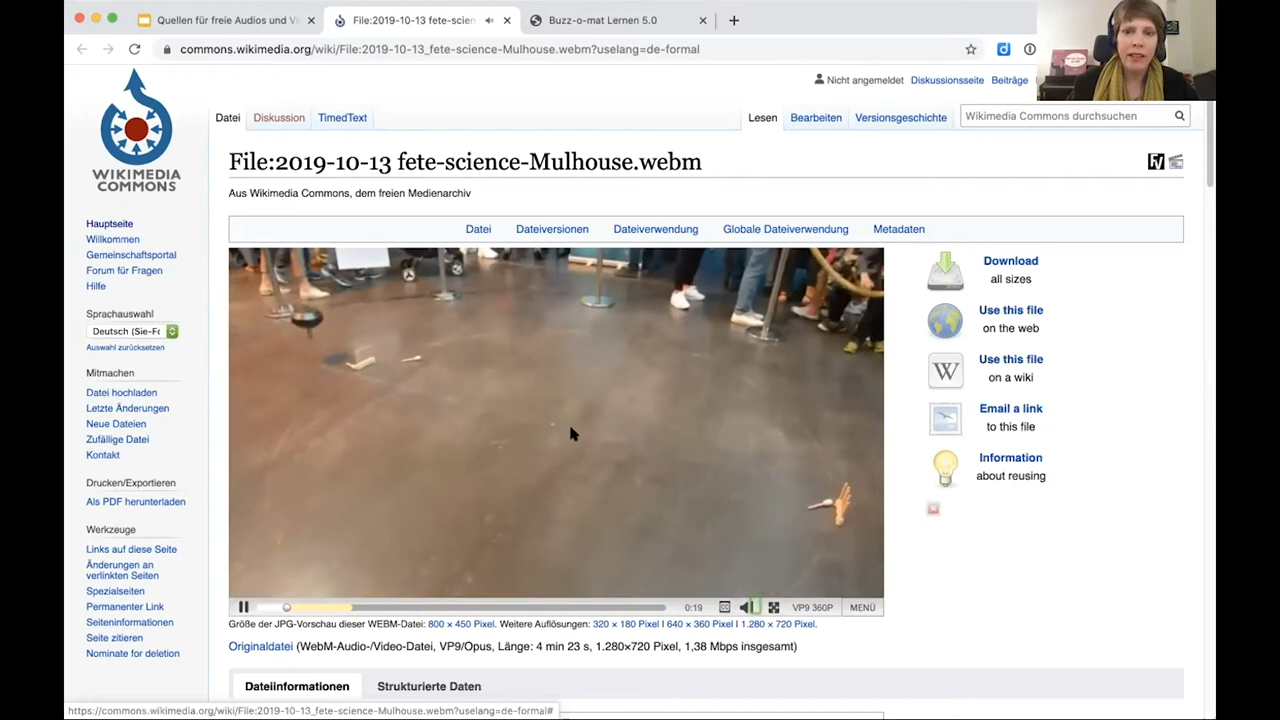 Quellen für freie Audios und Vi
File:2019-10-13 fete-scien
Buzz-o-mat Lernen 5.0
commons.wikimedia.org/wiki/File:2019-10-13_fete-science-Mulhouse.webm?uselang=de-formal
Nicht angemeldet Diskussionsseite Beiträge
Datei Diskussion TimedText Lesen Bearbeiten Versionsgeschichte Wikimedia Commons durchsuchen
WIKIMEDIA
COMMONS
File:2019-10-13 fete-science-Mulhouse.webm
Aus Wikimedia Commons, dem freien Medienarchiv
Datei Dateiversionen Dateiverwendung Globale Dateiverwendung Metadaten
Hauptseite
Willkommen
Gemeinschaftsportal
Forum für Fragen
Hilfe
Sprachauswahl
Deutsch (Sie-Fo
Auswahl zurücksetzen
Mitmachen
Datei hochladen
Letzte Änderungen
Neue Dateien
Zufällige Datei
Kontakt
Drucken/Exportieren
Als PDF herunterladen
Werkzeuge
Links auf diese Seite
Änderungen an
verlinkten Seiten
Spezialseiten
Permanenter Link
Seiteninformationen
Seite zitieren
Nominate for deletion
Download
all sizes
Use this file
on the web
W
Use this file
on a wiki
Email a link
to this file
Information
about reusing
0:19 CC VP9 360P MENÜ
Größe der JPG-Vorschau dieser WEBM-Datei: 800 × 450 Pixel. Weitere Auflösungen: 320 × 180 Pixel | 640 × 360 Pixel | 1.280 × 720 Pixel.
Originaldatei (WebM-Audio-/Video-Datei, VP9/Opus, Länge: 4 min 23 s, 1.280×720 Pixel, 1,38 Mbps insgesamt)
Dateiinformationen Strukturierte Daten
https://commons.wikimedia.org/wiki/File:2019-10-13_fete-science-Mulhouse.webm?uselang=de-formal#